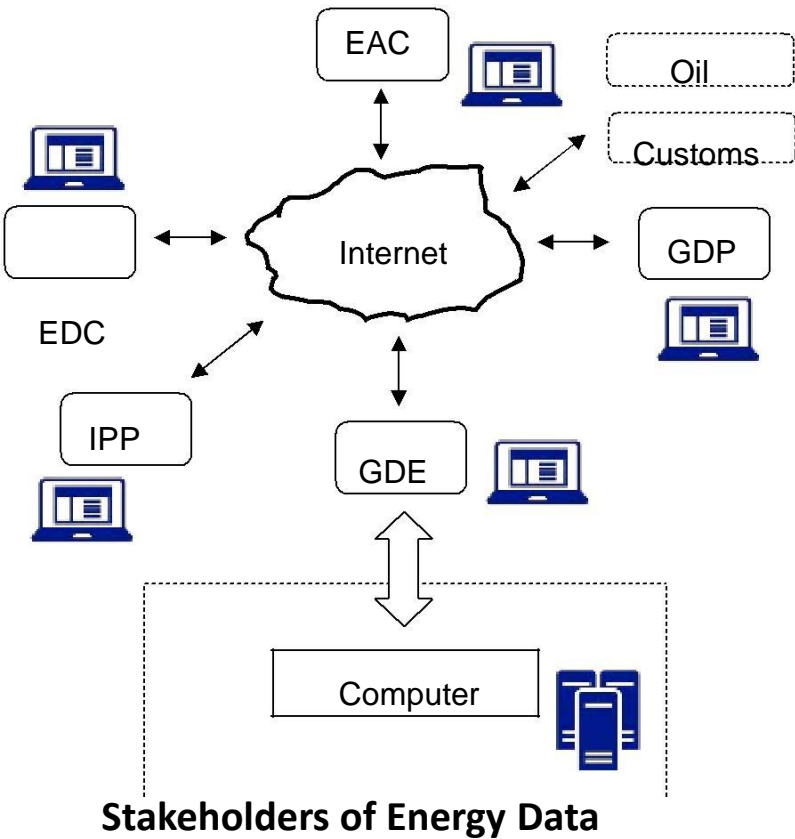 EAC
Oil
Customs
Internet
GDP
EDC
IPP
GDE
Computer
Stakeholders of Energy Data